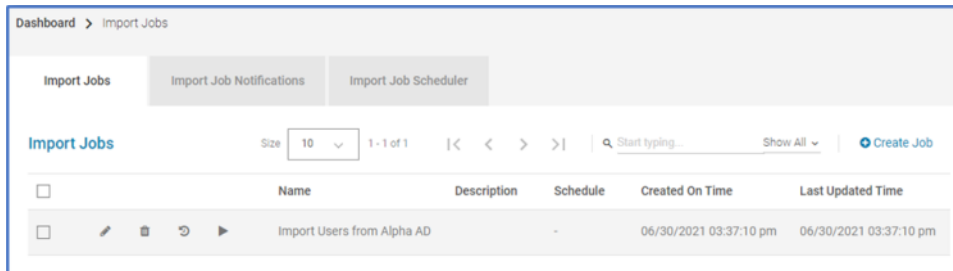 Dashboard > Import Jobs
Import Jobs Import Job Notifications Import Job Scheduler
Import Jobs Size 10 1 - 1 of 1 Start typing... Show All Create Job
Name Description Schedule Created On Time Last Updated Time
Import Users from Alpha AD - 06/30/2021 03:37:10 pm 06/30/2021 03:37:10 pm